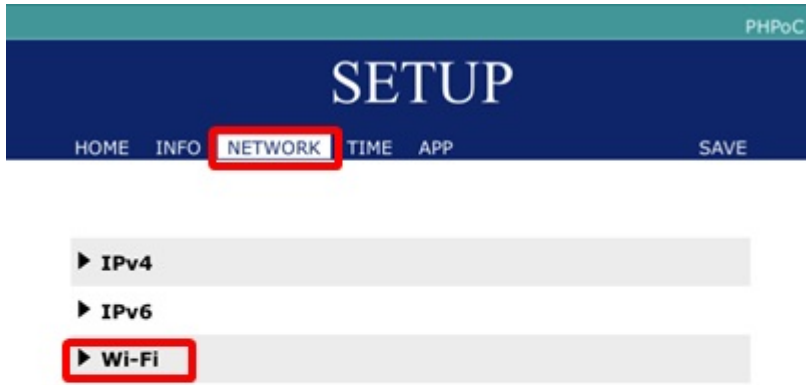 PHPoC
SETUP
HOME INFO NETWORK TIME APP SAVE
IPv4
IPv6
Wi-Fi